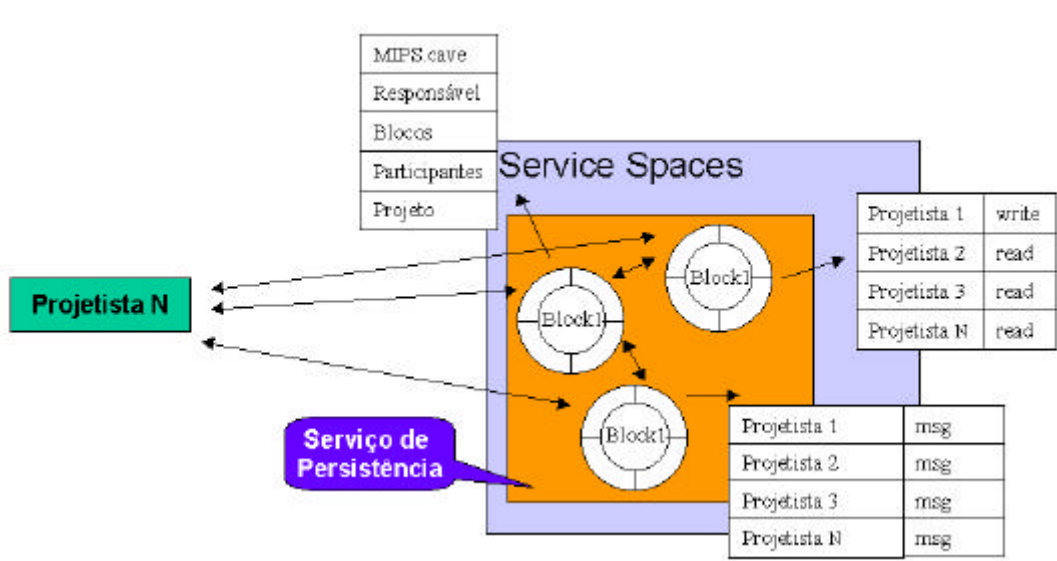 MIPS.cave
Responsável
Blocos
Participantes
Projeto
Service Spaces
Projetista 1 write
Projetista 2 read
Projetista 3 read
Projetista N read
Projetista N
Block1
Block1
Block1
Serviço de
Persistência
Projetista 1 msg
Projetista 2 msg
Projetista 3 msg
Projetista N msg